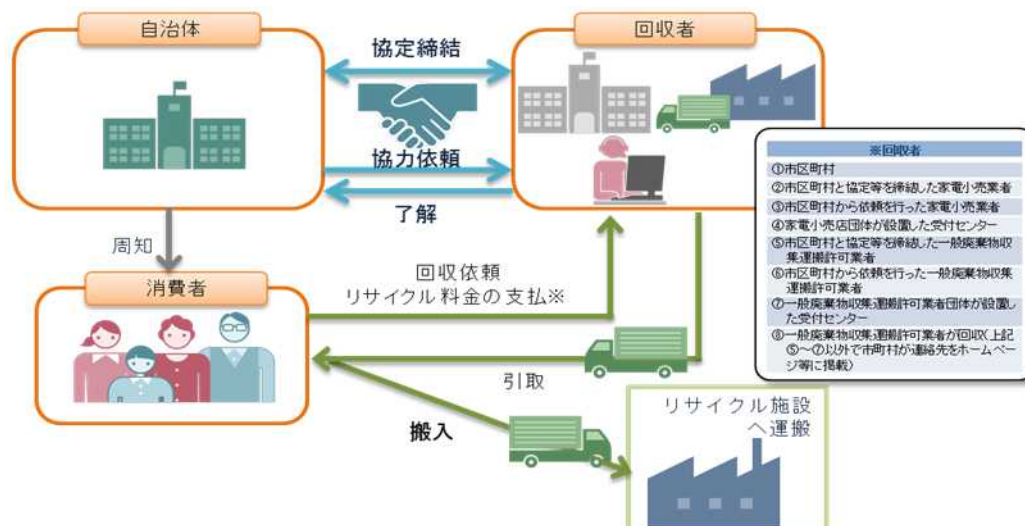 自治体
回収者
協定締結
協力依頼
了解
周知
消費者
回収依頼
リサイクル料金の支払※
引取
搬入
リサイクル施設
へ運搬
※回収者
①市区町村
②市区町村と協定等を締結した家電小売業者
③市区町村から依頼を行った家電小売業者
④家電小売店団体が設置した受付センター
⑤市区町村と協定等を締結した一般廃棄物収
集運搬許可業者
⑥市区町村から依頼を行った一般廃棄物収集
運搬許可業者
⑦一般廃棄物収集運搬許可業者団体が設置し
た受付センター
⑧一般廃棄物収集運搬許可業者が回収(上記
⑤～⑦以外で市町村が連絡先をホームペー
ジ等に掲載)